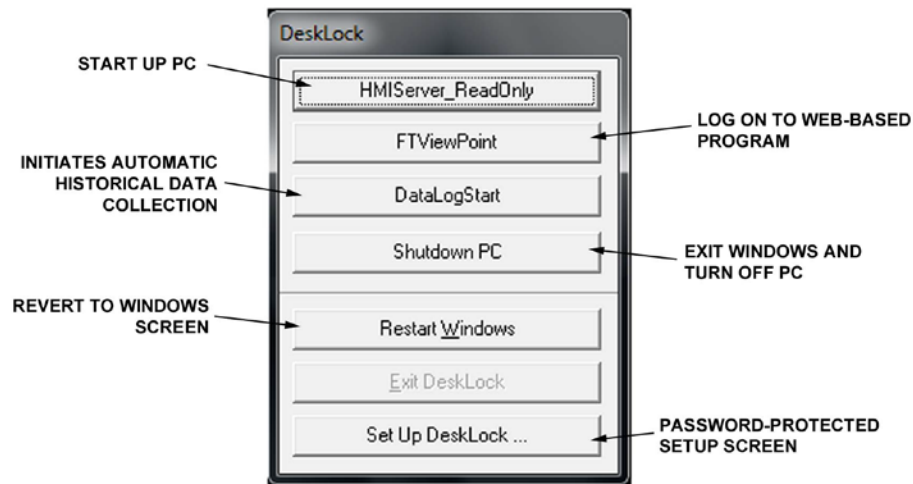 DeskLock
START UP PC
HMIServer_ReadOnly
FTViewPoint
LOG ON TO WEB-BASED
PROGRAM
INITIATES AUTOMATIC
HISTORICAL DATA
COLLECTION
DataLogStart
Shutdown PC
EXIT WINDOWS AND
TURN OFF PC
REVERT TO WINDOWS
SCREEN
Restart Windows
Exit DeskLock
Set Up DeskLock ...
PASSWORD-PROTECTED
SETUP SCREEN